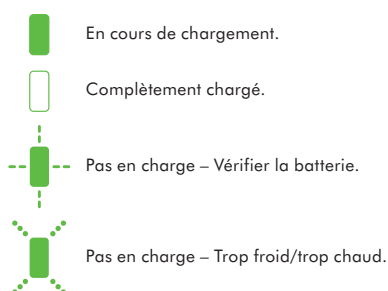 En cours de chargement.
Complètement chargé.
Pas en charge – Vérifier la batterie.
Pas en charge – Trop froid/trop chaud.